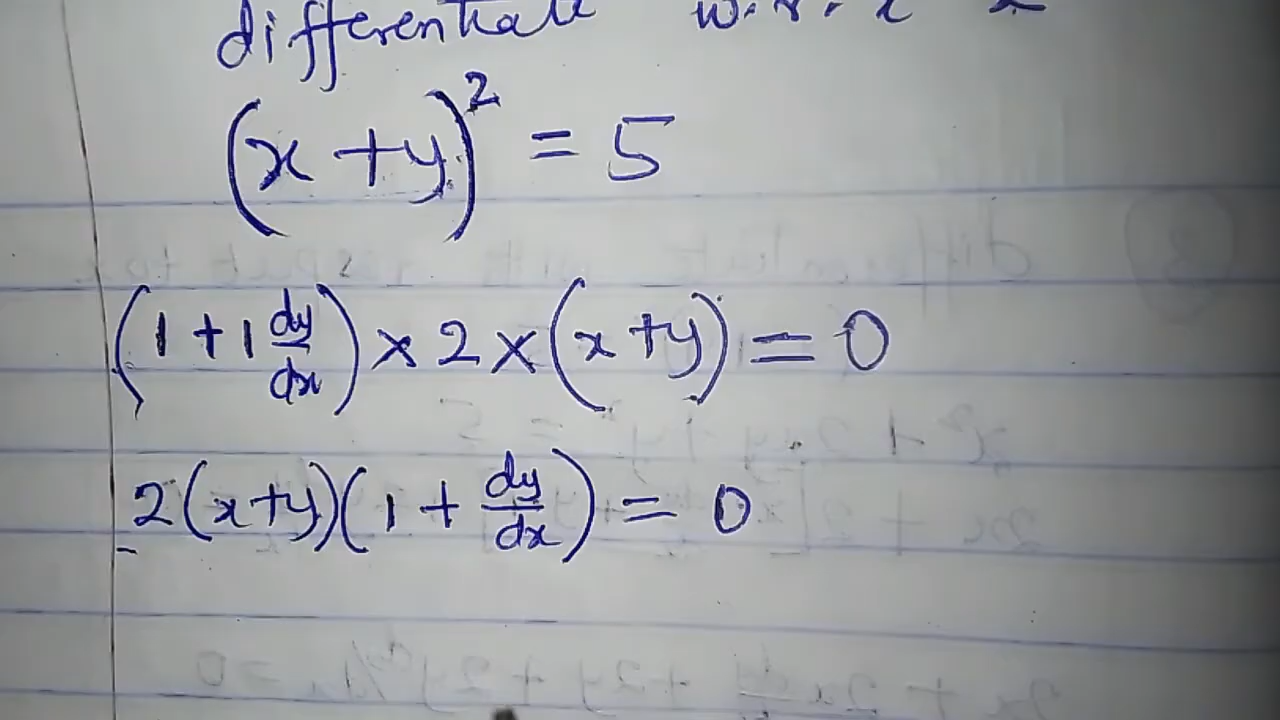 differentiate w.r.t x
(x + y)² = 5
(1 + 1 dy/dx) × 2 × (x + y) = 0
2(x+y)(1 + dy/dx) = 0